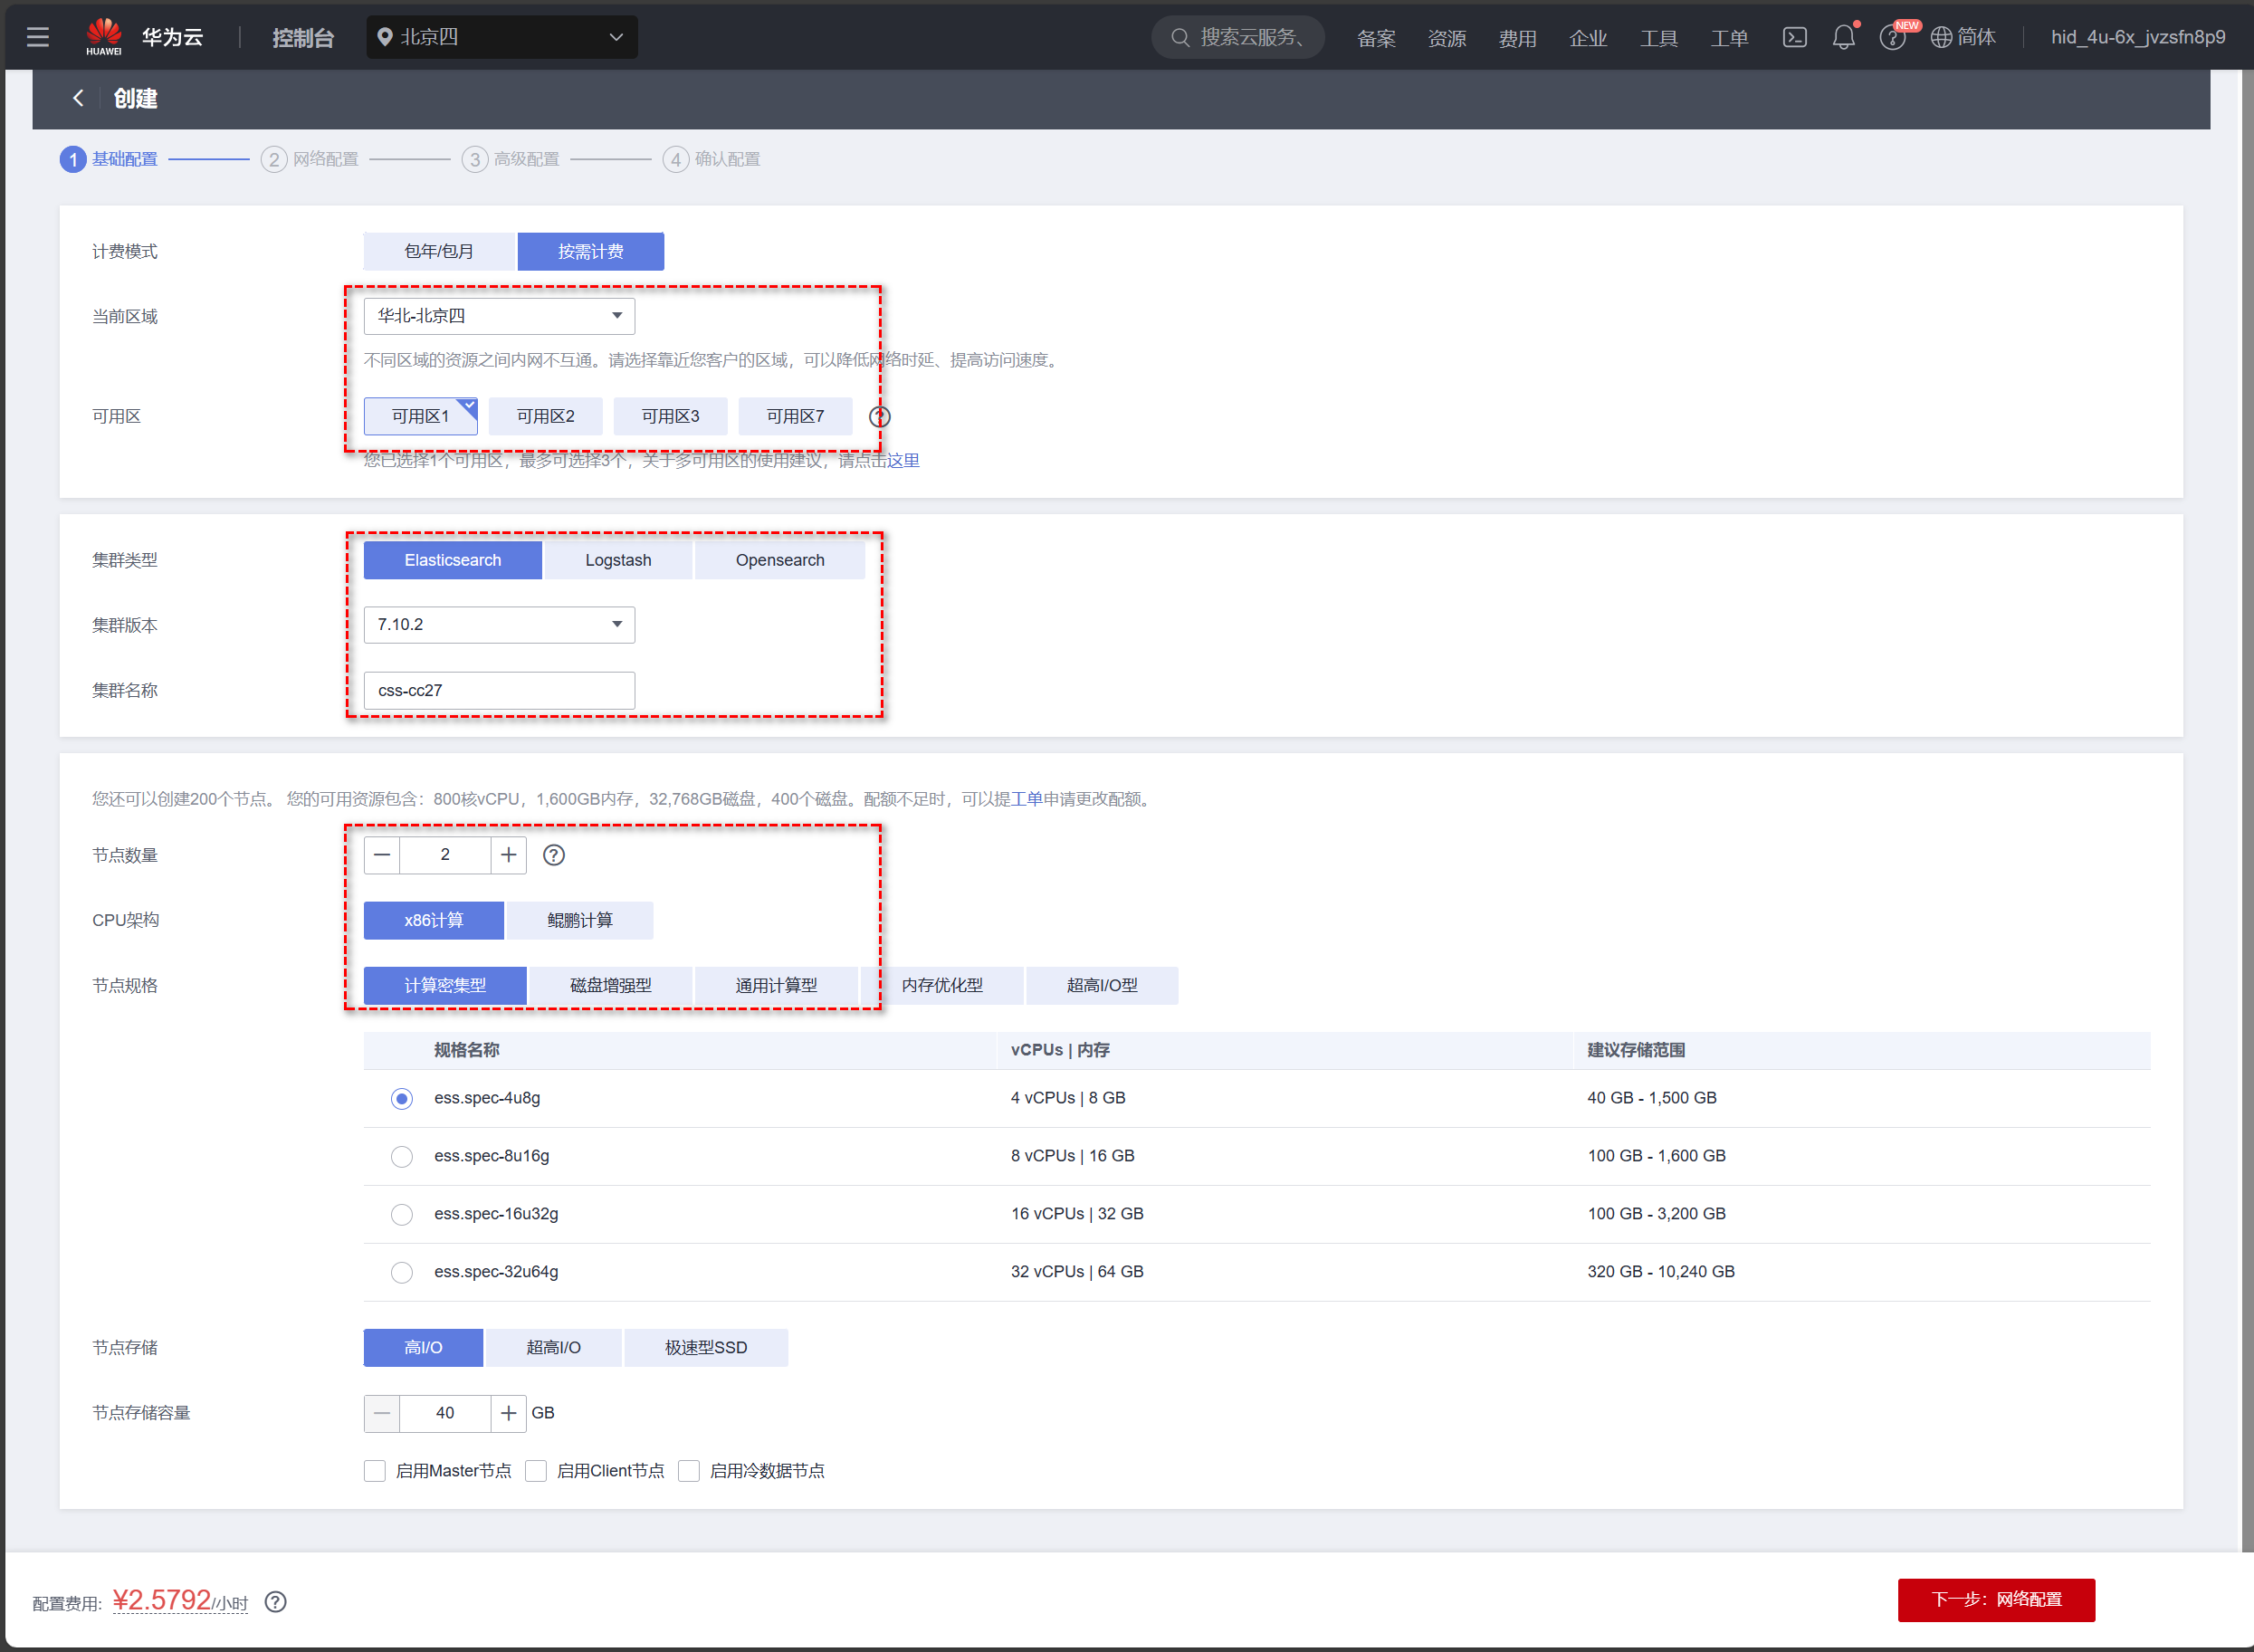 HUAWEI 华为云 控制台 北京四 搜索云服务、 备案 资源 费用 企业 工具 工单 NEW 简体 hid_4u-6x_jvzsfn8p9
创建
1 基础配置 2 网络配置 3 高级配置 4 确认配置
计费模式 包年/包月 按需计费
当前区域 华北-北京四
不同区域的资源之间内网不互通。请选择靠近您客户的区域，可以降低网络时延、提高访问速度。
可用区 可用区1 可用区2 可用区3 可用区7
您已选择1个可用区，最多可选择3个，关于多可用区的使用建议，请点击这里
集群类型 Elasticsearch Logstash Opensearch
集群版本 7.10.2
集群名称 css-cc27
您还可以创建200个节点。 您的可用资源包含：800核vCPU，1,600GB内存，32,768GB磁盘，400个磁盘。配额不足时，可以提工单申请更改配额。
节点数量 2
CPU架构 x86计算 鲲鹏计算
节点规格 计算密集型 磁盘增强型 通用计算型 内存优化型 超高I/O型
规格名称 vCPUs | 内存 建议存储范围
ess.spec-4u8g 4 vCPUs | 8 GB 40 GB - 1,500 GB
ess.spec-8u16g 8 vCPUs | 16 GB 100 GB - 1,600 GB
ess.spec-16u32g 16 vCPUs | 32 GB 100 GB - 3,200 GB
ess.spec-32u64g 32 vCPUs | 64 GB 320 GB - 10,240 GB
节点存储 高I/O 超高I/O 极速型SSD
节点存储容量 40 GB
启用Master节点 启用Client节点 启用冷数据节点
配置费用: ¥2.5792/小时 下一步：网络配置